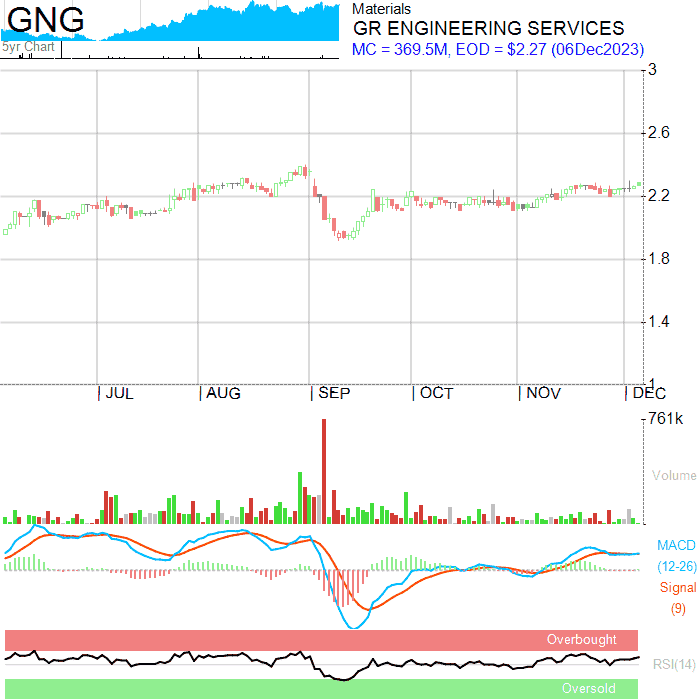 GNG
5yr Chart
Materials
GR ENGINEERING SERVICES
MC = 369.5M, EOD = $2.27 (06Dec2023)
3
2.6
2.2
1.8
1.4
1
JUL AUG SEP OCT NOV DEC
761k
Volume
MACD
(12-26)
Signal
(9)
Overbought
RSI(14)
Oversold